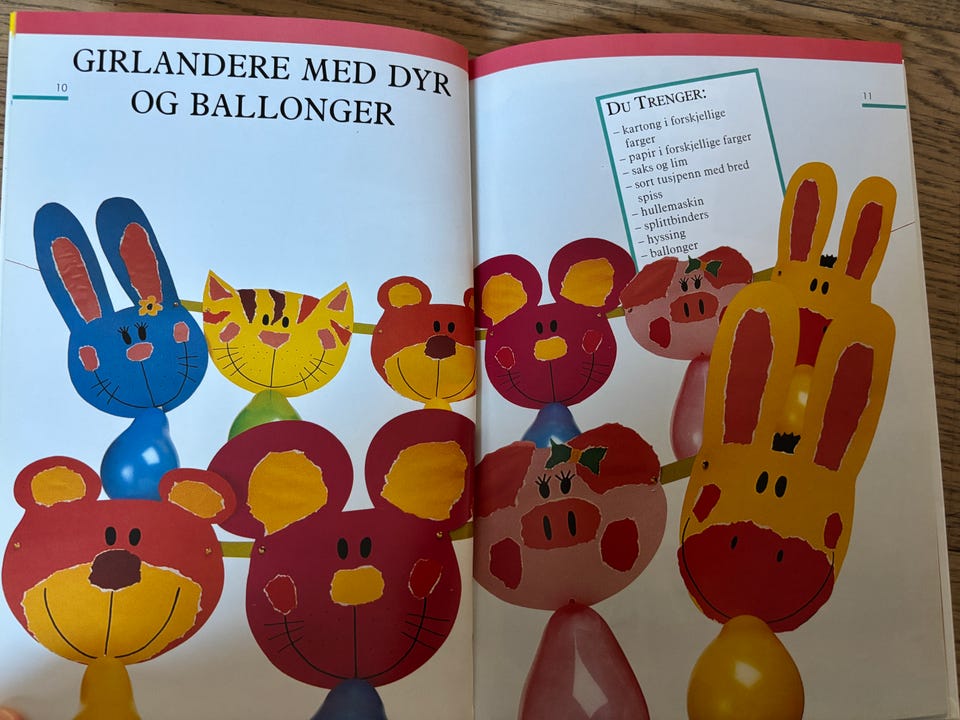 10
GIRLANDERE MED DYR
OG BALLONGER
11
DU TRENGER:
– kartong i forskjellige
farger
– papir i forskjellige farger
– saks og lim
– sort tusjpenn med bred
spiss
– hullemaskin
– splittbinders
– hyssing
– ballonger